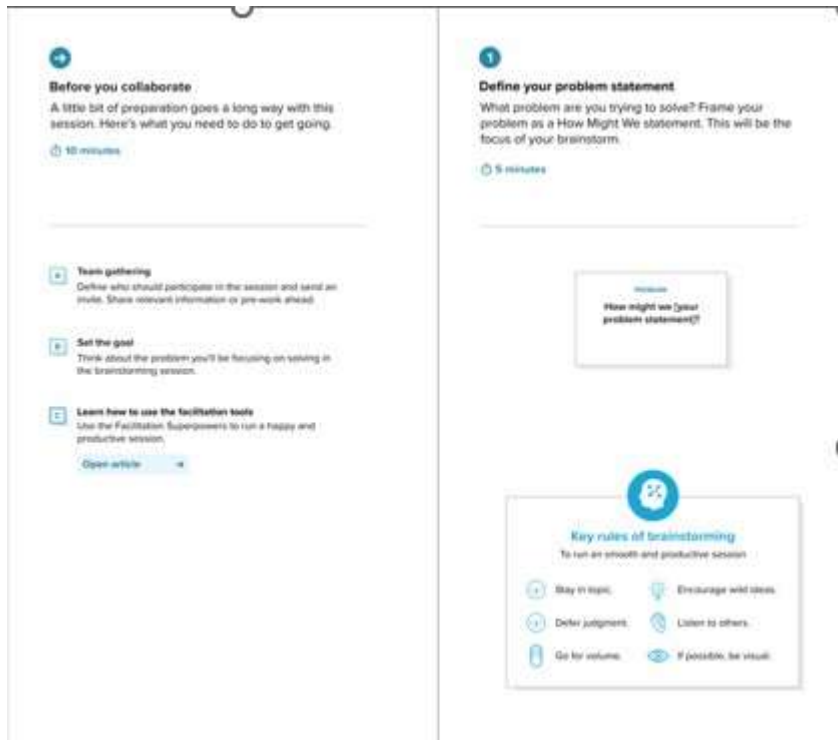 Before you collaborate
A little bit of preparation goes a long way with this
session. Here's what you need to do to get going.
10 minutes
A
Team gathering
Define who should participate in the session and send an
invite. Share relevant information or pre-work ahead.
B
Set the goal
Think about the problem you'll be focusing on solving in
the brainstorming session.
C
Learn how to use the facilitation tools
Use the Facilitation Superpowers to run a happy and
productive session.
Open article
1
Define your problem statement
What problem are you trying to solve? Frame your
problem as a How Might We statement. This will be the
focus of your brainstorm.
5 minutes
PROBLEM
How might we [your
problem statement]?
Key rules of brainstorming
To run an smooth and productive session
Stay in topic.
Encourage wild ideas.
Defer judgment.
Listen to others.
Go for volume.
If possible, be visual.